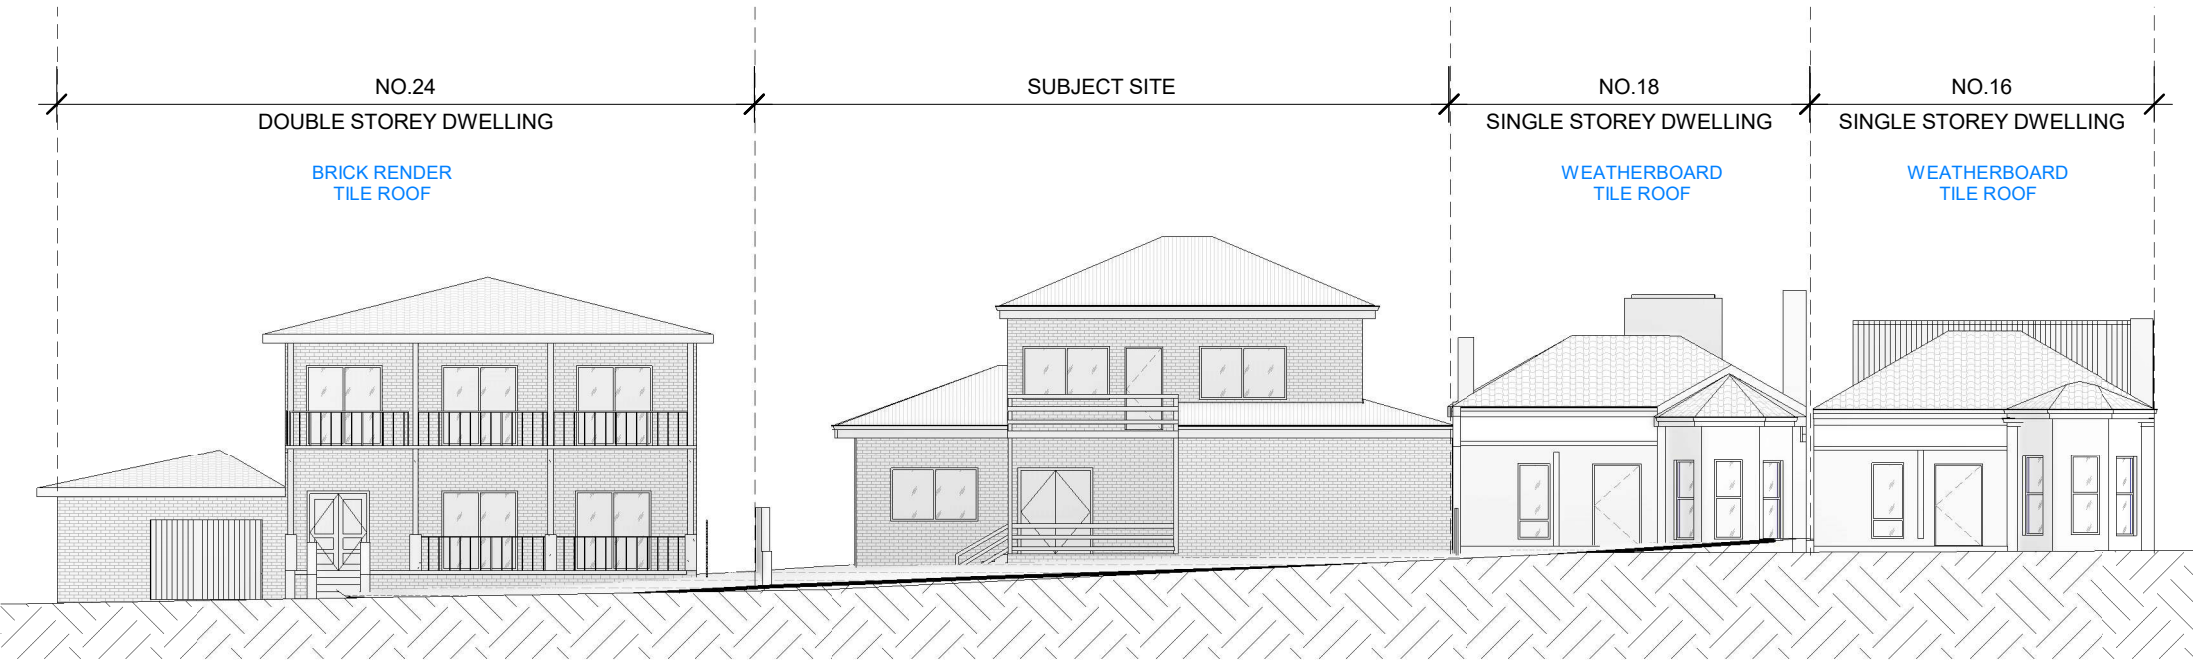 NO.24
DOUBLE STOREY DWELLING
BRICK RENDER
TILE ROOF
SUBJECT SITE
NO.18
SINGLE STOREY DWELLING
WEATHERBOARD
TILE ROOF
NO.16
SINGLE STOREY DWELLING
WEATHERBOARD
TILE ROOF